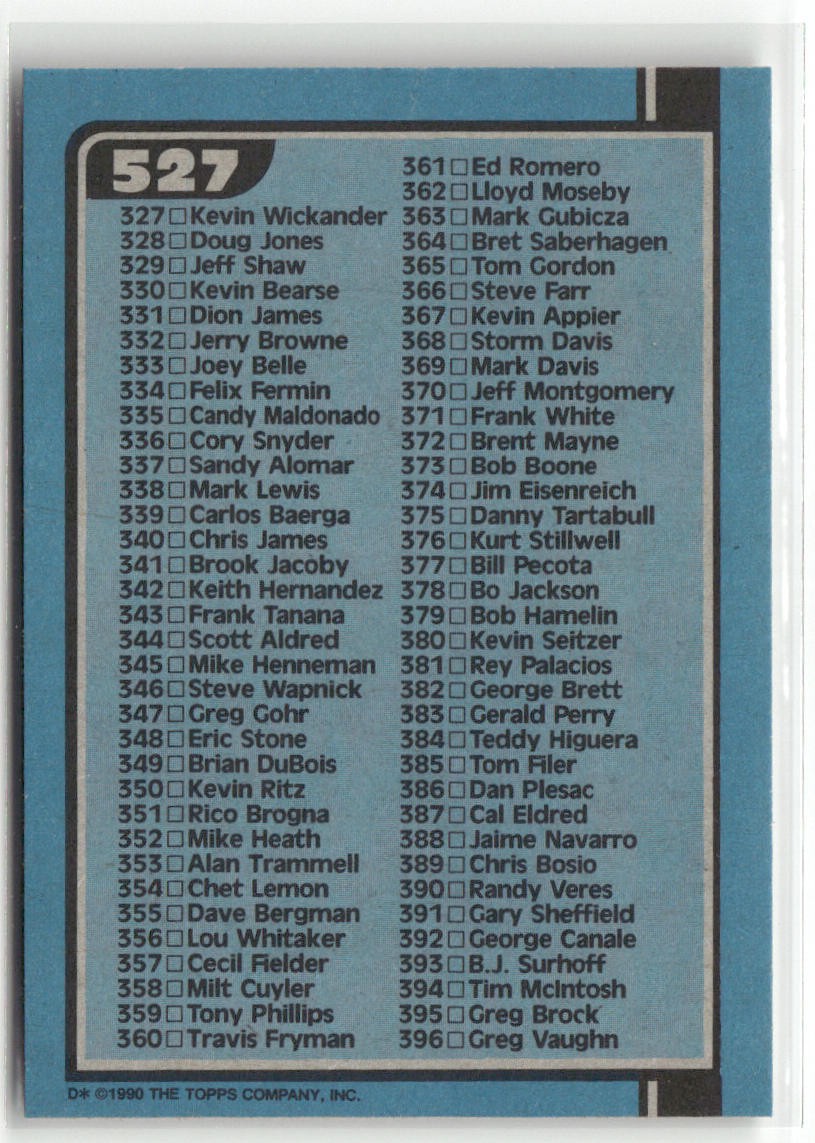 527
327□Kevin Wickander
328□Doug Jones
329□Jeff Shaw
330□Kevin Bearse
331□Dion James
332□Jerry Browne
333□Joey Belle
334□Felix Fermin
335□Candy Maldonado
336□Cory Snyder
337□Sandy Alomar
338□Mark Lewis
339□Carlos Baerga
340□Chris James
341□Brook Jacoby
342□Keith Hernandez
343□Frank Tanana
344□Scott Aldred
345□Mike Henneman
346□Steve Wapnick
347□Greg Gohr
348□Eric Stone
349□Brian DuBois
350□Kevin Ritz
351□Rico Brogna
352□Mike Heath
353□Alan Trammell
354□Chet Lemon
355□Dave Bergman
356□Lou Whitaker
357□Cecil Fielder
358□Milt Cuyler
359□Tony Phillips
360□Travis Fryman
361□Ed Romero
362□Lloyd Moseby
363□Mark Gubicza
364□Bret Saberhagen
365□Tom Gordon
366□Steve Farr
367□Kevin Appier
368□Storm Davis
369□Mark Davis
370□Jeff Montgomery
371□Frank White
372□Brent Mayne
373□Bob Boone
374□Jim Eisenreich
375□Danny Tartabull
376□Kurt Stillwell
377□Bill Pecota
378□Bo Jackson
379□Bob Hamelin
380□Kevin Seitzer
381□Rey Palacios
382□George Brett
383□Gerald Perry
384□Teddy Higuera
385□Tom Filer
386□Dan Plesac
387□Cal Eldred
388□Jaime Navarro
389□Chris Bosio
390□Randy Veres
391□Gary Sheffield
392□George Canale
393□B.J. Surhoff
394□Tim McIntosh
395□Greg Brock
396□Greg Vaughn
D* ©1990 THE TOPPS COMPANY, INC.